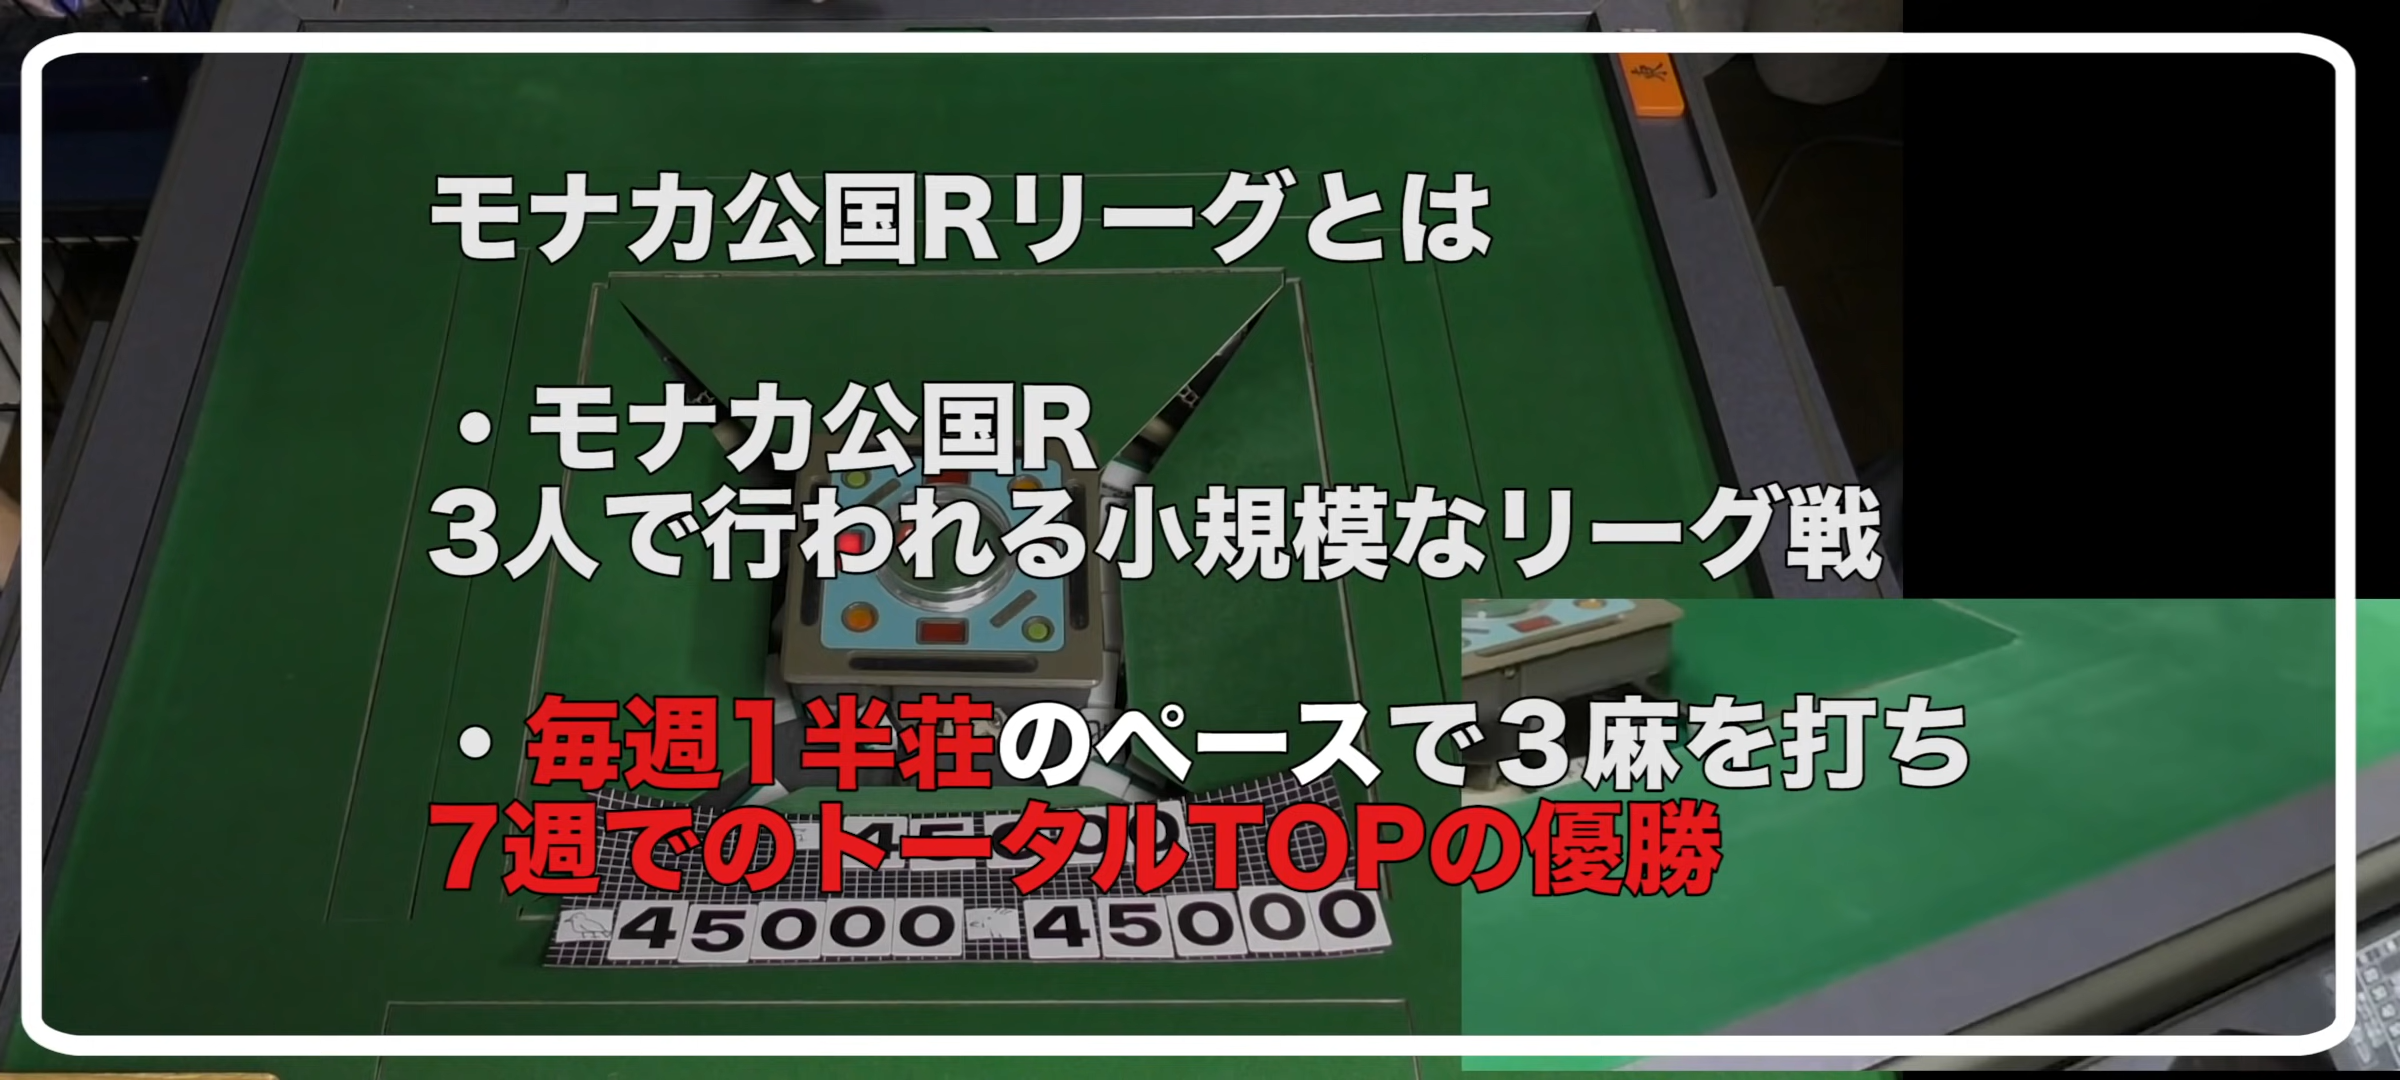 東
モナカ公国Rリーグとは
・モナカ公国R
3人で行われる小規模なリーグ戦
・毎週1半荘のペースで３麻を打ち
7週でのトータルTOPの優勝
45000
45000 45000